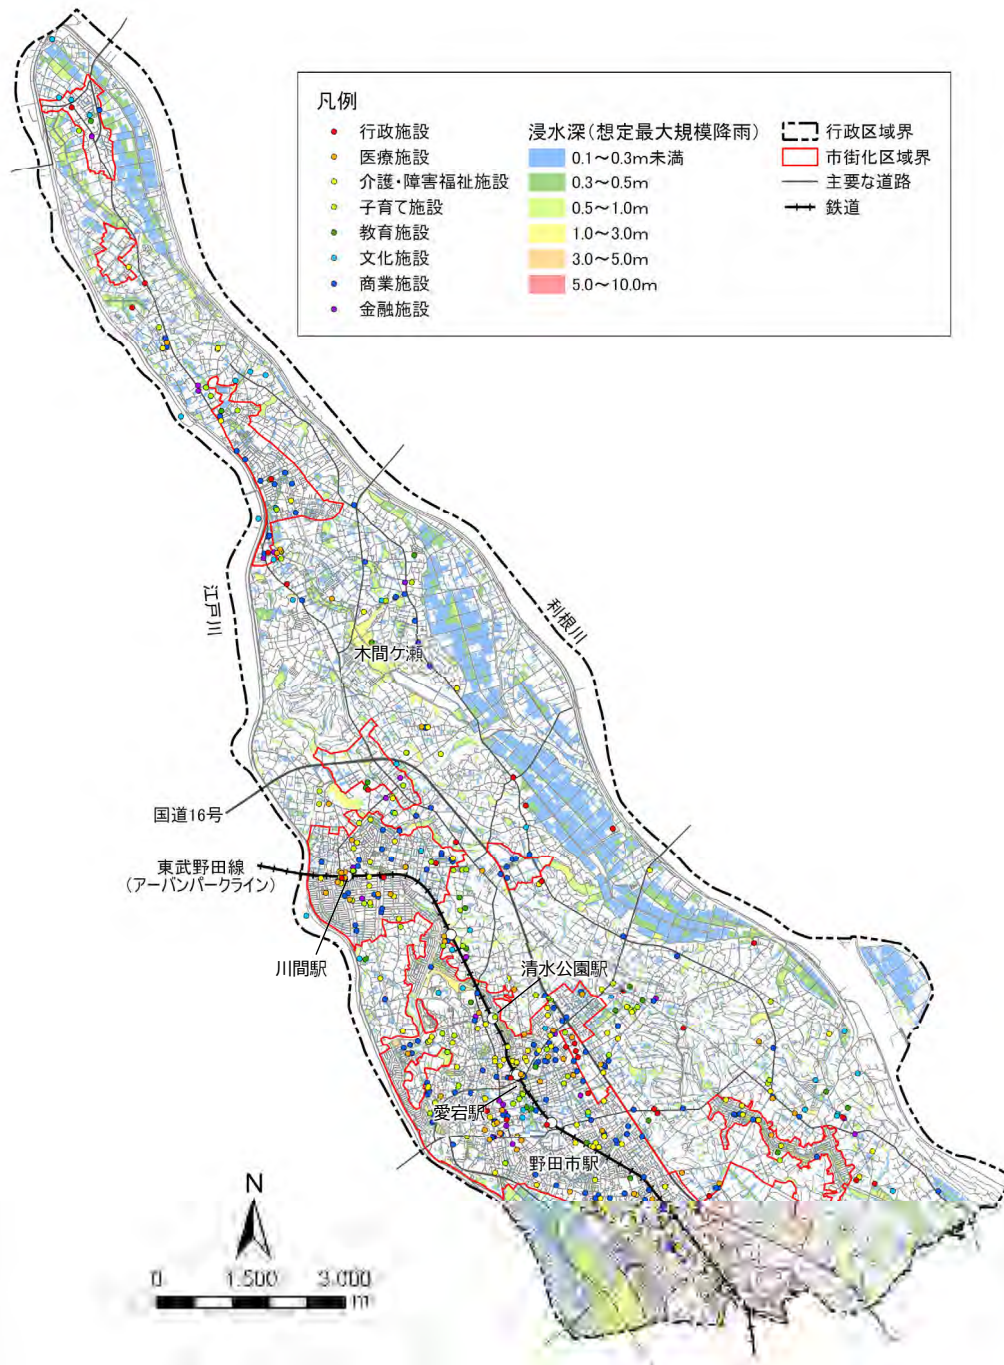 凡例
行政施設
医療施設
介護・障害福祉施設
子育て施設
教育施設
文化施設
商業施設
金融施設
浸水深(想定最大規模降雨)
0.1～0.3m未満
0.3～0.5m
0.5～1.0m
1.0～3.0m
3.0～5.0m
5.0～10.0m
行政区域界
市街化区域界
主要な道路
鉄道
江戸川
利根川
木間ケ瀬
国道16号
東武野田線
(アーバンパークライン)
川間駅
清水公園駅
愛宕駅
野田市駅
N
0 1,500 3,000
m